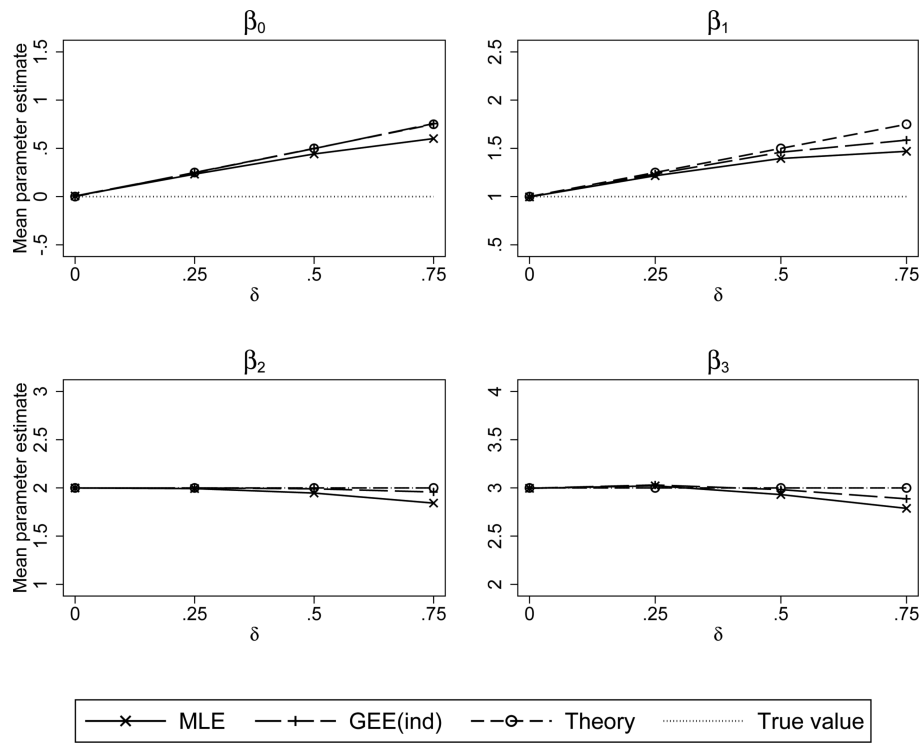 β0
β1
Mean parameter estimate
1.5
1
.5
0
-.5
0 .25 .5 .75
δ
2.5
2
1.5
1
.5
0 .25 .5 .75
δ
β2
β3
Mean parameter estimate
3
2.5
2
1.5
1
0 .25 .5 .75
δ
4
3.5
3
2.5
2
0 .25 .5 .75
δ
MLE GEE(ind) Theory True value